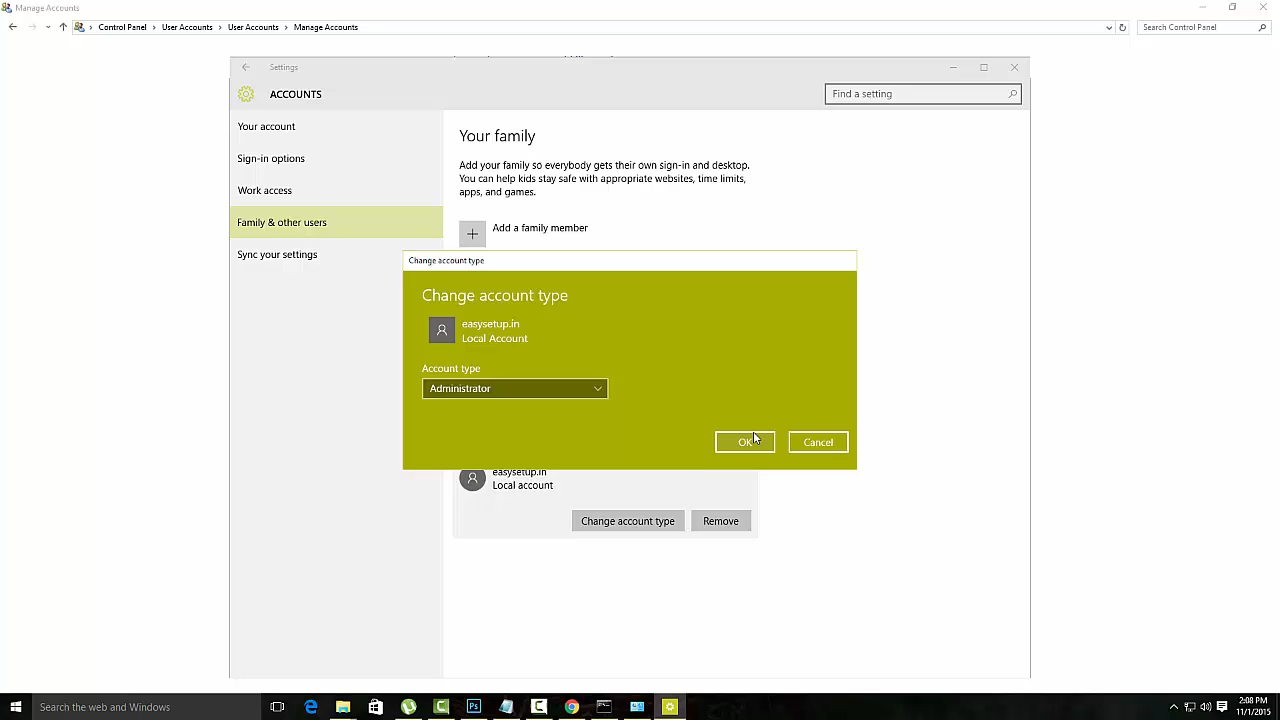 Manage Accounts
Control Panel > User Accounts > User Accounts > Manage Accounts
Search Control Panel
Settings
ACCOUNTS
Find a setting
Your account
Sign-in options
Work access
Family & other users
Sync your settings
Your family
Add your family so everybody gets their own sign-in and desktop.
You can help kids stay safe with appropriate websites, time limits,
apps, and games.
Add a family member
Change account type
Change account type
easysetup.in
Local Account
Account type
Administrator
OK
Cancel
easysetup.in
Local account
Change account type
Remove
Search the web and Windows
2:08 PM
11/1/2015